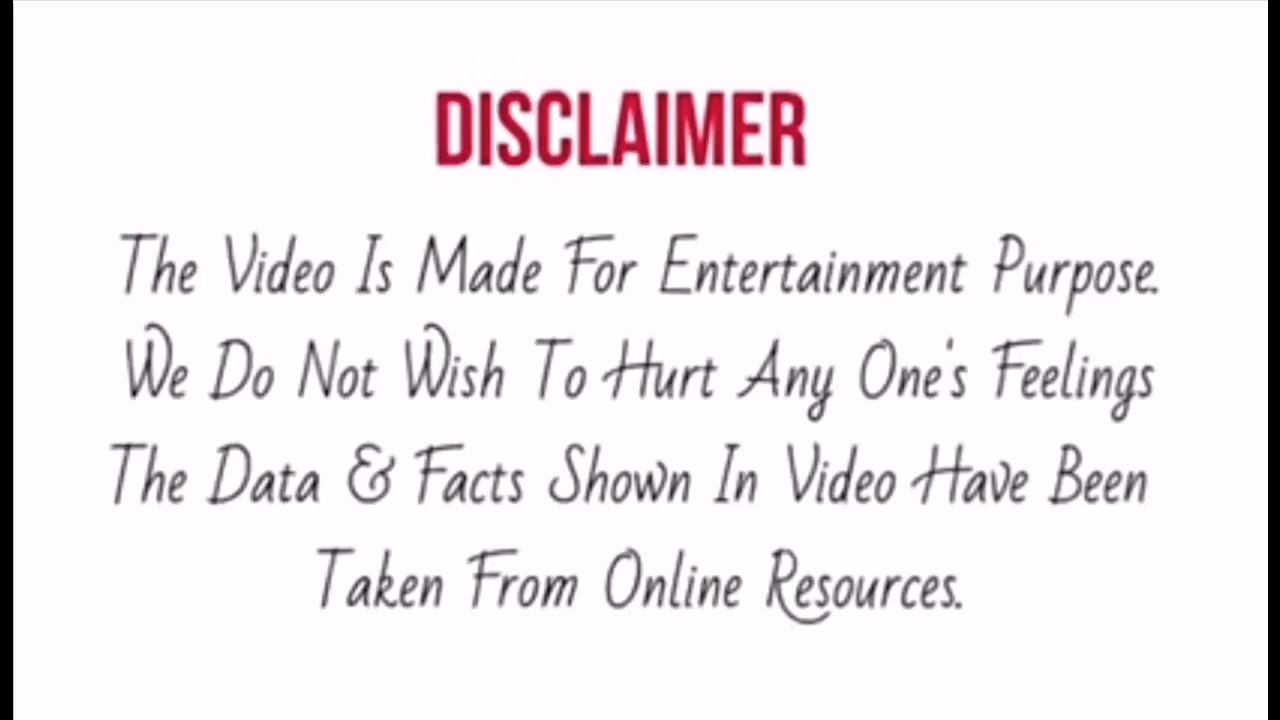 DISCLAIMER
The Video Is Made For Entertainment Purpose.
We Do Not Wish To Hurt Any One's Feelings
The Data & Facts Shown In Video Have Been
Taken From Online Resources.